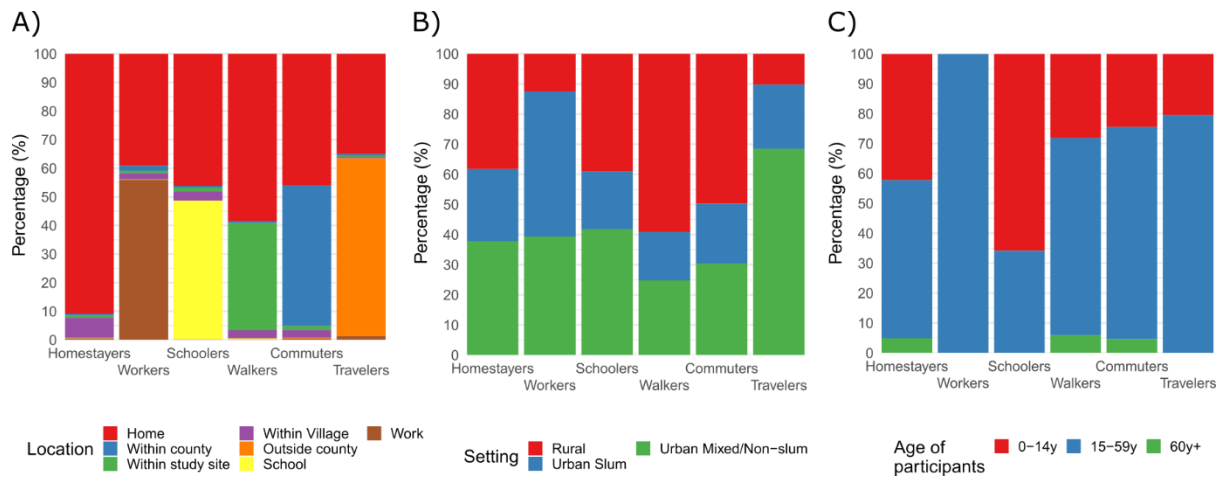 A)
B)
C)
Percentage (%)
100
90
80
70
60
50
40
30
20
10
0
Homestayers
Schoolers
Commuters
Workers
Walkers
Travelers
Location
Home
Within Village
Work
Within county
Outside county
Within study site
School
Percentage (%)
100
90
80
70
60
50
40
30
20
10
0
Homestayers
Schoolers
Commuters
Workers
Walkers
Travelers
Setting
Rural
Urban Mixed/Non−slum
Urban Slum
Percentage (%)
100
90
80
70
60
50
40
30
20
10
0
Homestayers
Schoolers
Commuters
Workers
Walkers
Travelers
Age of
participants
0−14y
15−59y
60y+